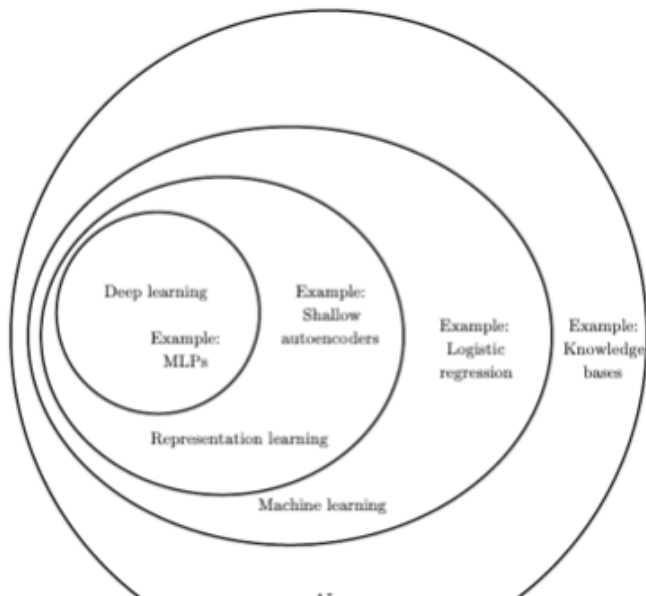 Deep learning
Example:
MLPs
Example:
Shallow
autoencoders
Example:
Logistic
regression
Example:
Knowledge
bases
Representation learning
Machine learning